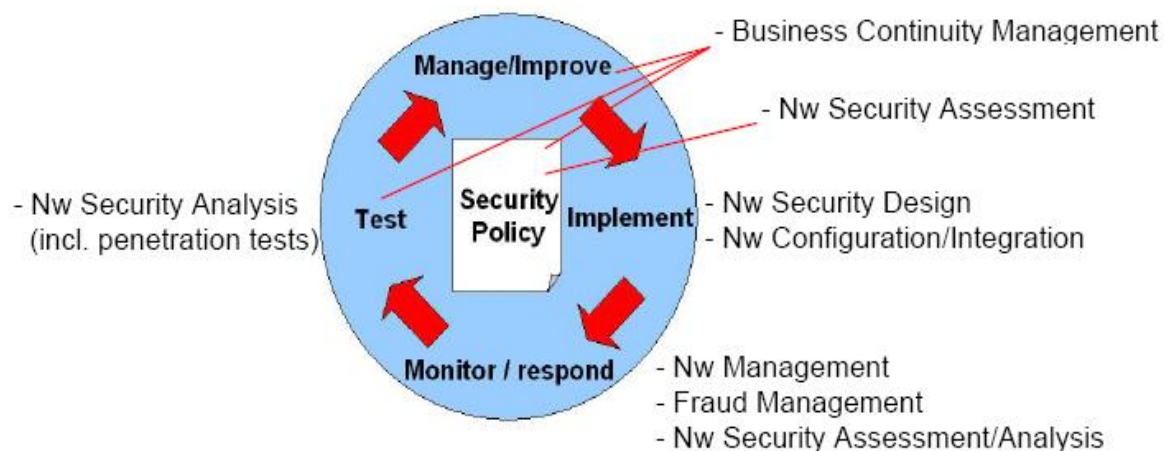 - Business Continuity Management
Manage/Improve
- Nw Security Assessment
- Nw Security Analysis
(incl. penetration tests)
Test
Security
Policy
Implement
- Nw Security Design
- Nw Configuration/Integration
Monitor / respond
- Nw Management
- Fraud Management
- Nw Security Assessment/Analysis